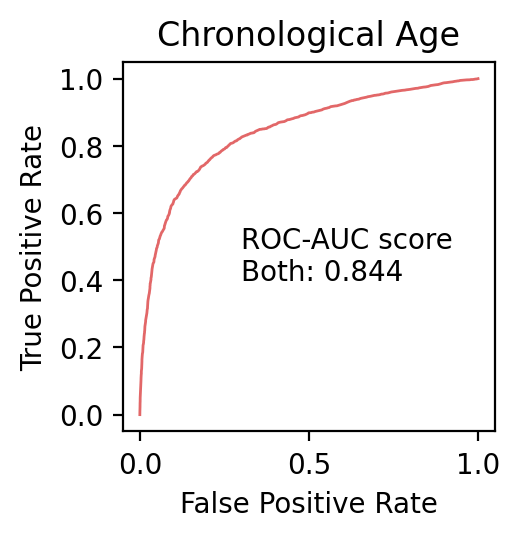 Chronological Age
1.0
0.8
0.6
0.4
0.2
0.0
True Positive Rate
ROC-AUC score
Both: 0.844
0.0 0.5 1.0
False Positive Rate